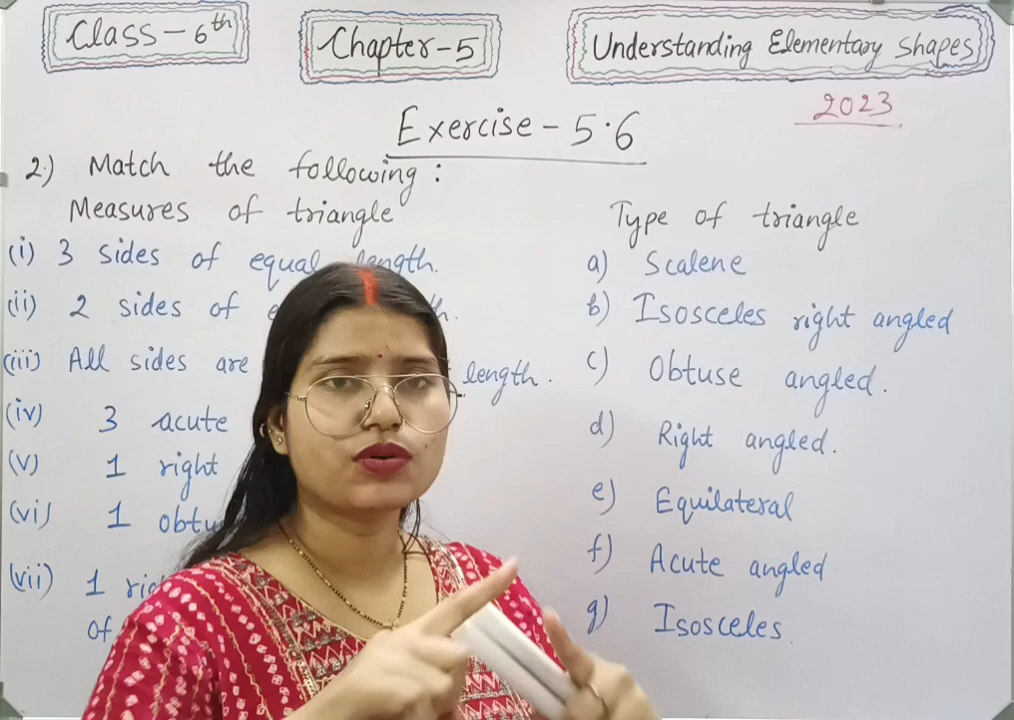 Class - 6th
Chapter - 5
Understanding Elementary Shapes
2023
Exercise - 5.6
2.) Match the following :
Measures of triangle
Type of triangle
(i) 3 sides of equal length.
a) Scalene
(ii) 2 sides of
b) Isosceles right angled
(iii) All sides are length.
c) Obtuse angled.
(iv) 3 acute
d) Right angled.
(v) 1 right
e) Equilateral
(vi) 1
f) Acute angled
(vii) 1
of
g) Isosceles.